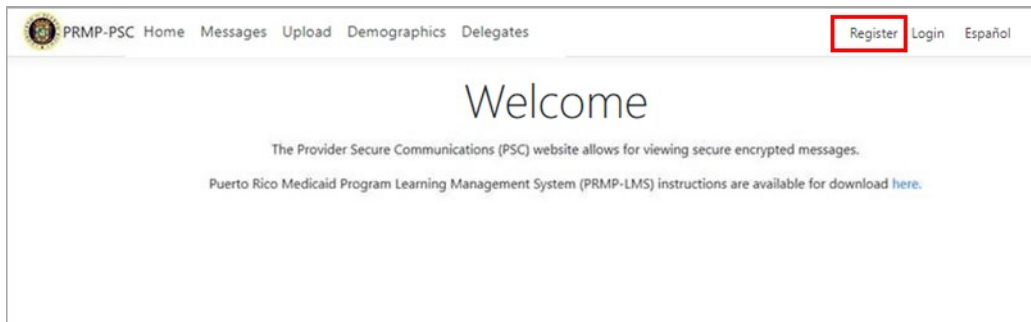 PRMP-PSC Home Messages Upload Demographics Delegates Register Login Español
Welcome
The Provider Secure Communications (PSC) website allows for viewing secure encrypted messages.
Puerto Rico Medicaid Program Learning Management System (PRMP-LMS) instructions are available for download here.